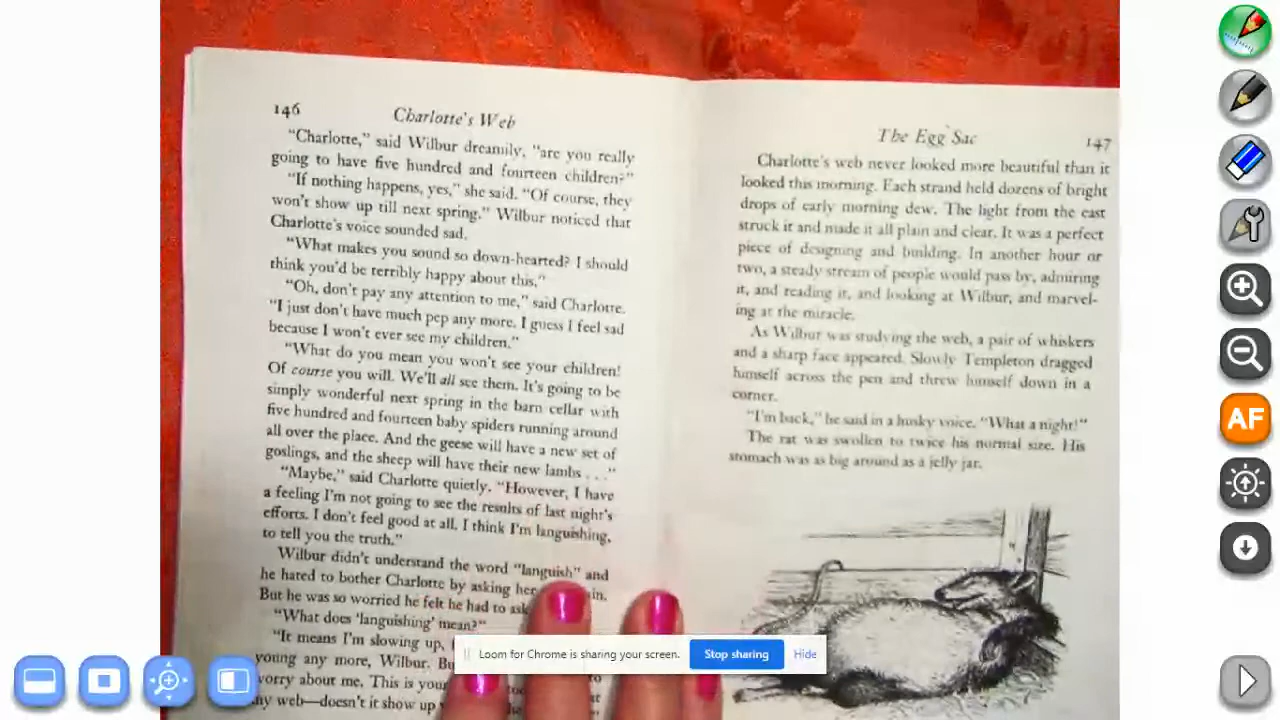 146
Charlotte's Web
"Charlotte," said Wilbur dreamily, "are you really
going to have five hundred and fourteen children?"
"If nothing happens, yes," she said. "Of course, they
won't show up till next spring." Wilbur noticed that
Charlotte's voice sounded sad.
"What makes you sound so down-hearted? I should
think you'd be terribly happy about this."
"Oh, don't pay any attention to me," said Charlotte.
"I just don't have much pep any more. I guess I feel sad
because I won't ever see my children."
"What do you mean you won't see your children!
Of course you will. We'll all see them. It's going to be
simply wonderful next spring in the barn cellar with
five hundred and fourteen baby spiders running around
all over the place. And the geese will have a new set of
goslings, and the sheep will have their new lambs . . ."
"Maybe," said Charlotte quietly. "However, I have
a feeling I'm not going to see the results of last night's
efforts. I don't feel good at all. I think I'm languishing,
to tell you the truth."
Wilbur didn't understand the word "languish" and
he hated to bother Charlotte by asking her
But he was so worried he felt he had to ask
"What does 'languishing' mean?"
"It means I'm slowing up,
young any more, Wilbur.
worry about me. This is your
my web—doesn't it show up
The Egg Sac
147
Charlotte's web never looked more beautiful than it
looked this morning. Each strand held dozens of bright
drops of early morning dew. The light from the east
struck it and made it all plain and clear. It was a perfect
piece of designing and building. In another hour or
two, a steady stream of people would pass by, admiring
it, and reading it, and looking at Wilbur, and marvel-
ing at the miracle.
As Wilbur was studying the web, a pair of whiskers
and a sharp face appeared. Slowly Templeton dragged
himself across the pen and threw himself down in a
corner.
"I'm back," he said in a husky voice. "What a night!"
The rat was swollen to twice his normal size. His
stomach was as big around as a jelly jar.
Loom for Chrome is sharing your screen.
Stop sharing
Hide
AF